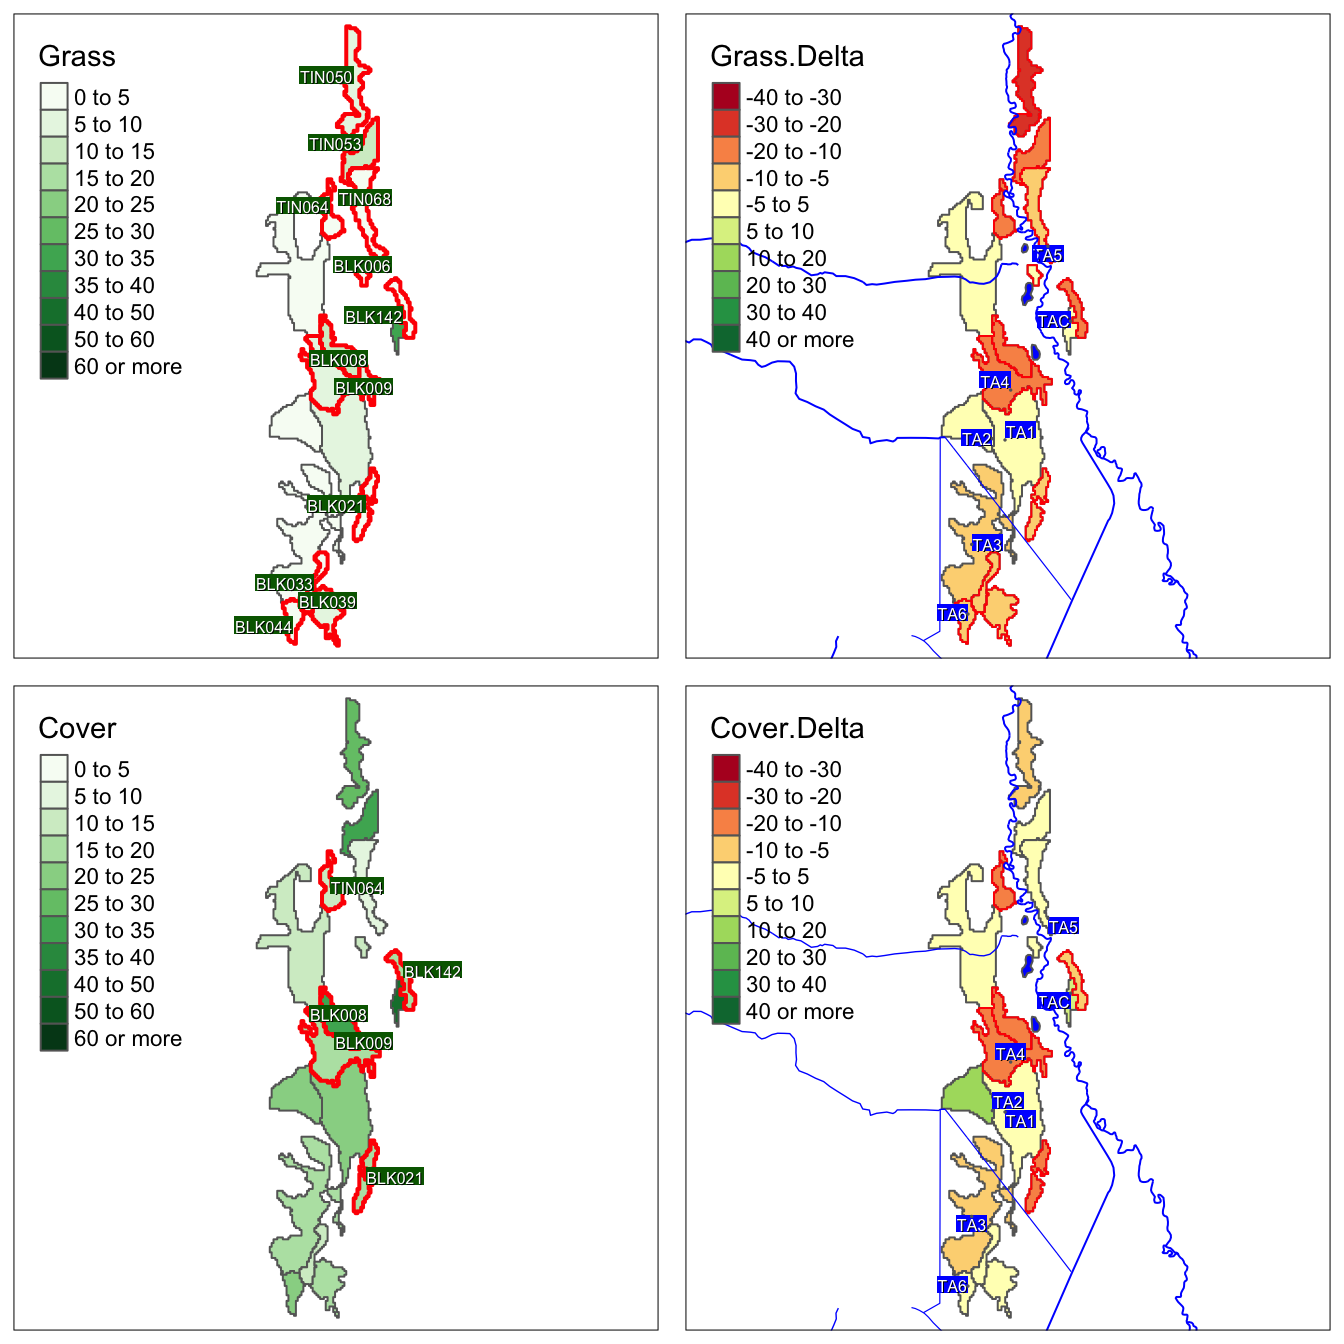 Grass
0 to 5
5 to 10
10 to 15
15 to 20
20 to 25
25 to 30
30 to 35
35 to 40
40 to 50
50 to 60
60 or more
TIN050
TIN053
TIN068
TIN064
BLK006
BLK142
BLK008
BLK009
BLK021
BLK033
BLK039
BLK044
Grass.Delta
-40 to -30
-30 to -20
-20 to -10
-10 to -5
-5 to 5
5 to 10
10 to 20
20 to 30
30 to 40
40 or more
TA5
TAC
TA4
TA1
TA2
TA3
TA6
Cover
0 to 5
5 to 10
10 to 15
15 to 20
20 to 25
25 to 30
30 to 35
35 to 40
40 to 50
50 to 60
60 or more
TIN064
BLK142
BLK008
BLK009
BLK021
Cover.Delta
-40 to -30
-30 to -20
-20 to -10
-10 to -5
-5 to 5
5 to 10
10 to 20
20 to 30
30 to 40
40 or more
TA5
TAC
TA4
TA2
TA1
TA3
TA6